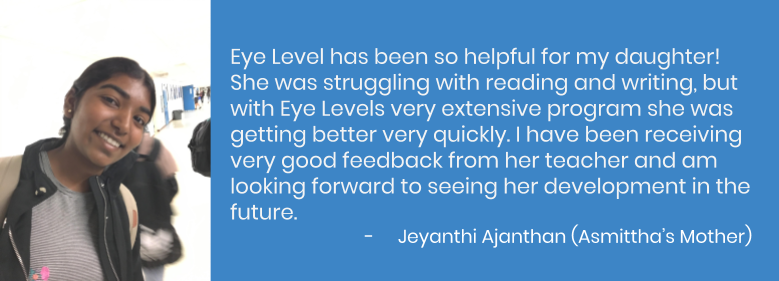 Eye Level has been so helpful for my daughter!
She was struggling with reading and writing, but
with Eye Levels very extensive program she was
getting better very quickly. I have been receiving
very good feedback from her teacher and am
looking forward to seeing her development in the
future.
- Jeyanthi Ajanthan (Asmittha's Mother)